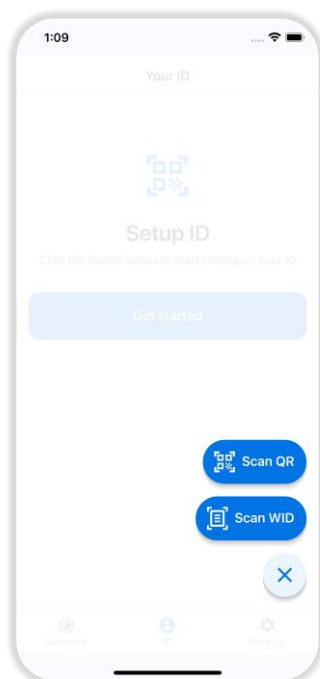 1:09
Your ID
Setup ID
Click the button below to start setting up your ID.
Get started
Scan QR
Scan WID
ID
Settings